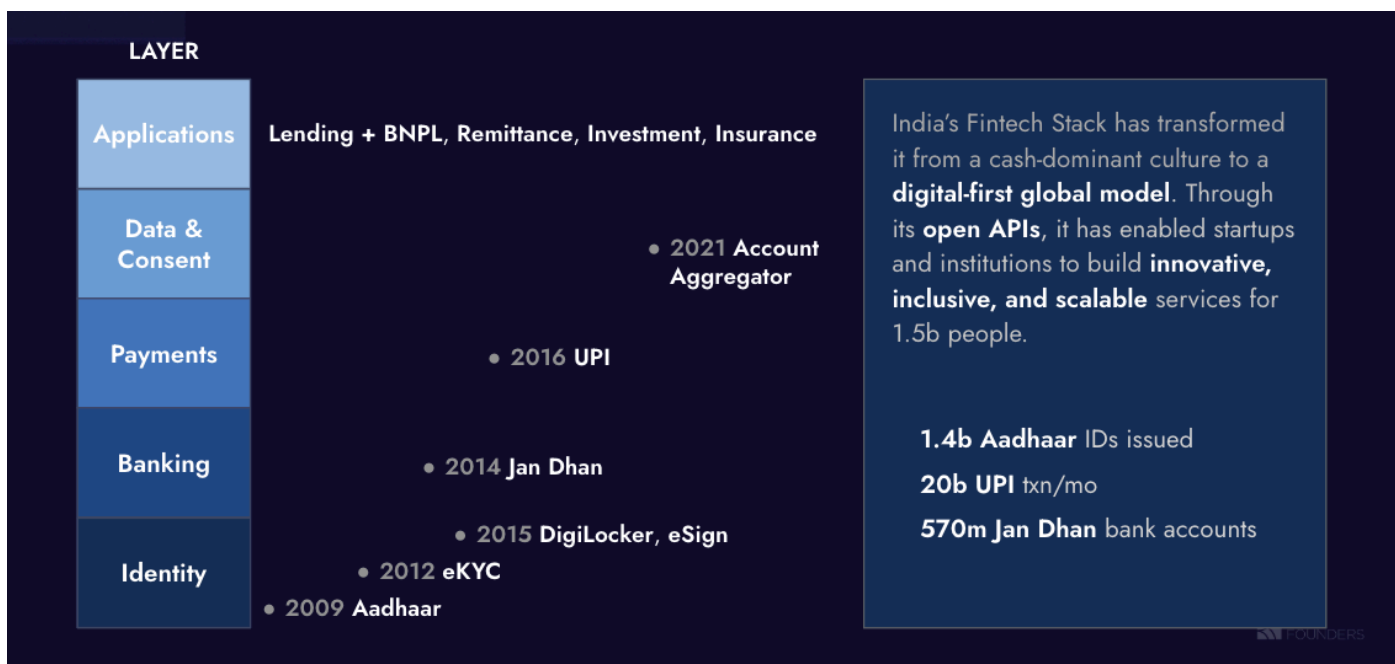 LAYER
Applications
Lending + BNPL, Remittance, Investment, Insurance
Data &
Consent
2021 Account
Aggregator
Payments
2016 UPI
Banking
2014 Jan Dhan
Identity
2015 DigiLocker, eSign
2012 eKYC
2009 Aadhaar
India's Fintech Stack has transformed
it from a cash-dominant culture to a
digital-first global model. Through
its open APIs, it has enabled startups
and institutions to build innovative,
inclusive, and scalable services for
1.5b people.
1.4b Aadhaar IDs issued
20b UPI txn/mo
570m Jan Dhan bank accounts
FOUNDERS